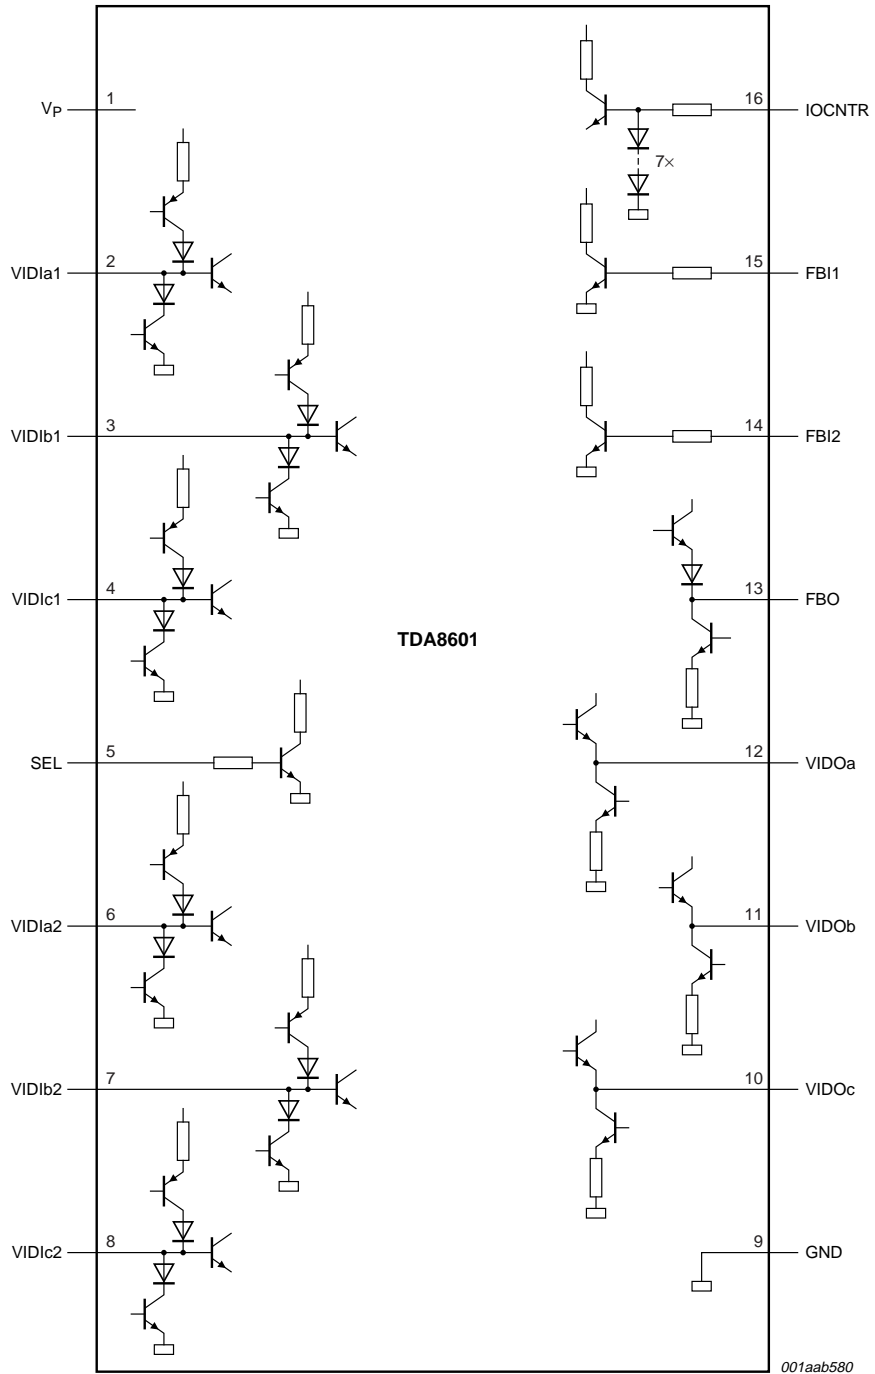 VP 1
16 IOCNTR
7×
VIDIa1 2
15 FBI1
VIDIb1 3
14 FBI2
VIDIc1 4
13 FBO
TDA8601
SEL 5
12 VIDOa
VIDIa2 6
11 VIDOb
VIDIb2 7
10 VIDOc
VIDIc2 8
9 GND
001aab580